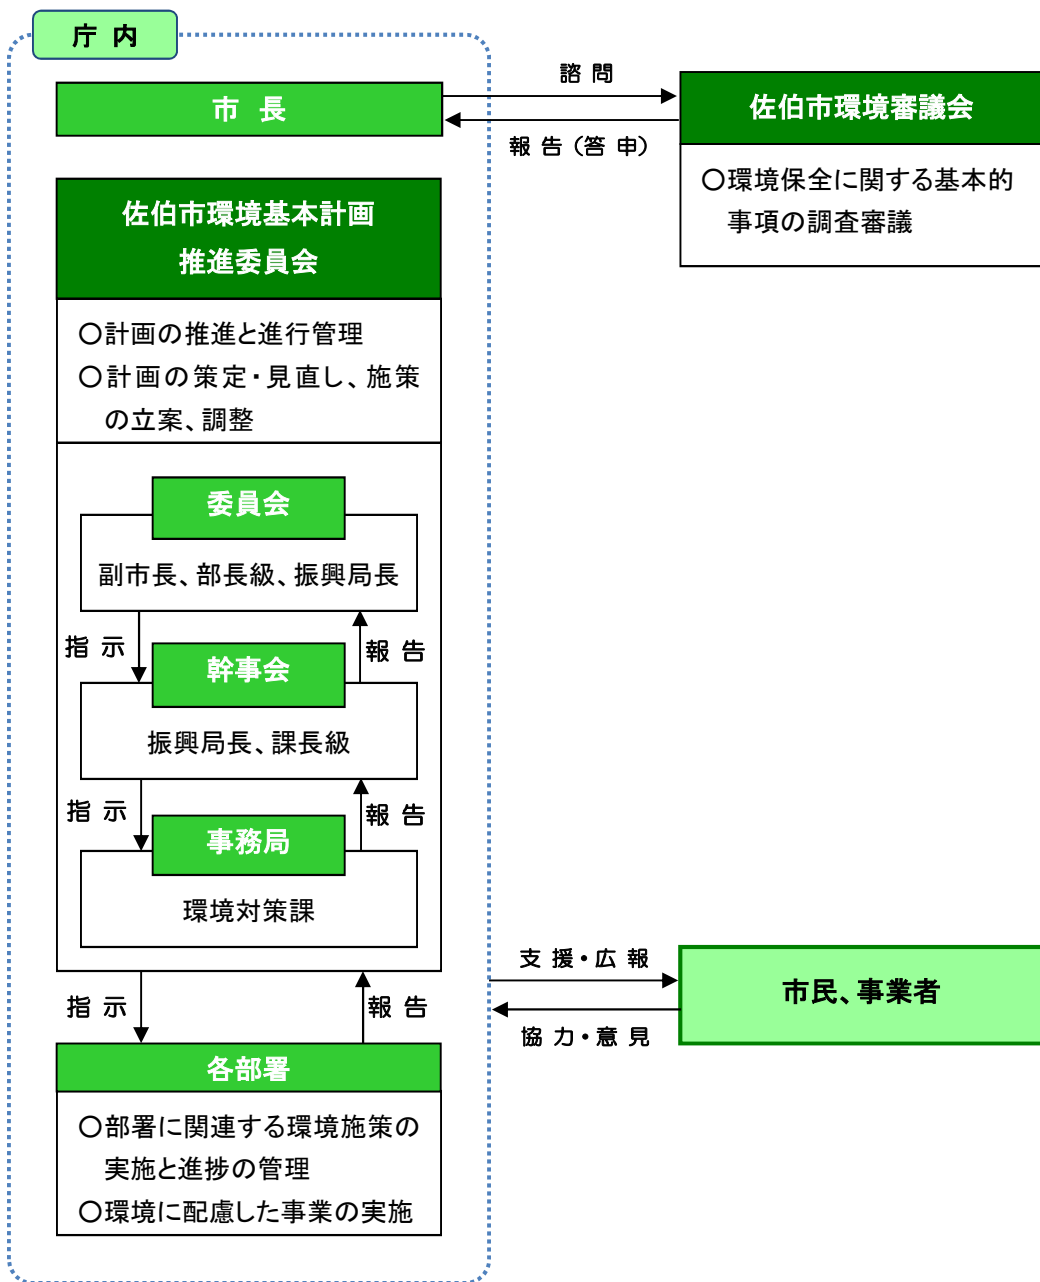 庁内
市長
諮問
報告（答申）
佐伯市環境審議会
〇環境保全に関する基本的
事項の調査審議
佐伯市環境基本計画
推進委員会
〇計画の推進と進行管理
〇計画の策定・見直し、施策
の立案、調整
委員会
副市長、部長級、振興局長
指示
報告
幹事会
振興局長、課長級
指示
報告
事務局
環境対策課
指示
報告
支援・広報
協力・意見
市民、事業者
各部署
〇部署に関連する環境施策の
実施と進捗の管理
〇環境に配慮した事業の実施